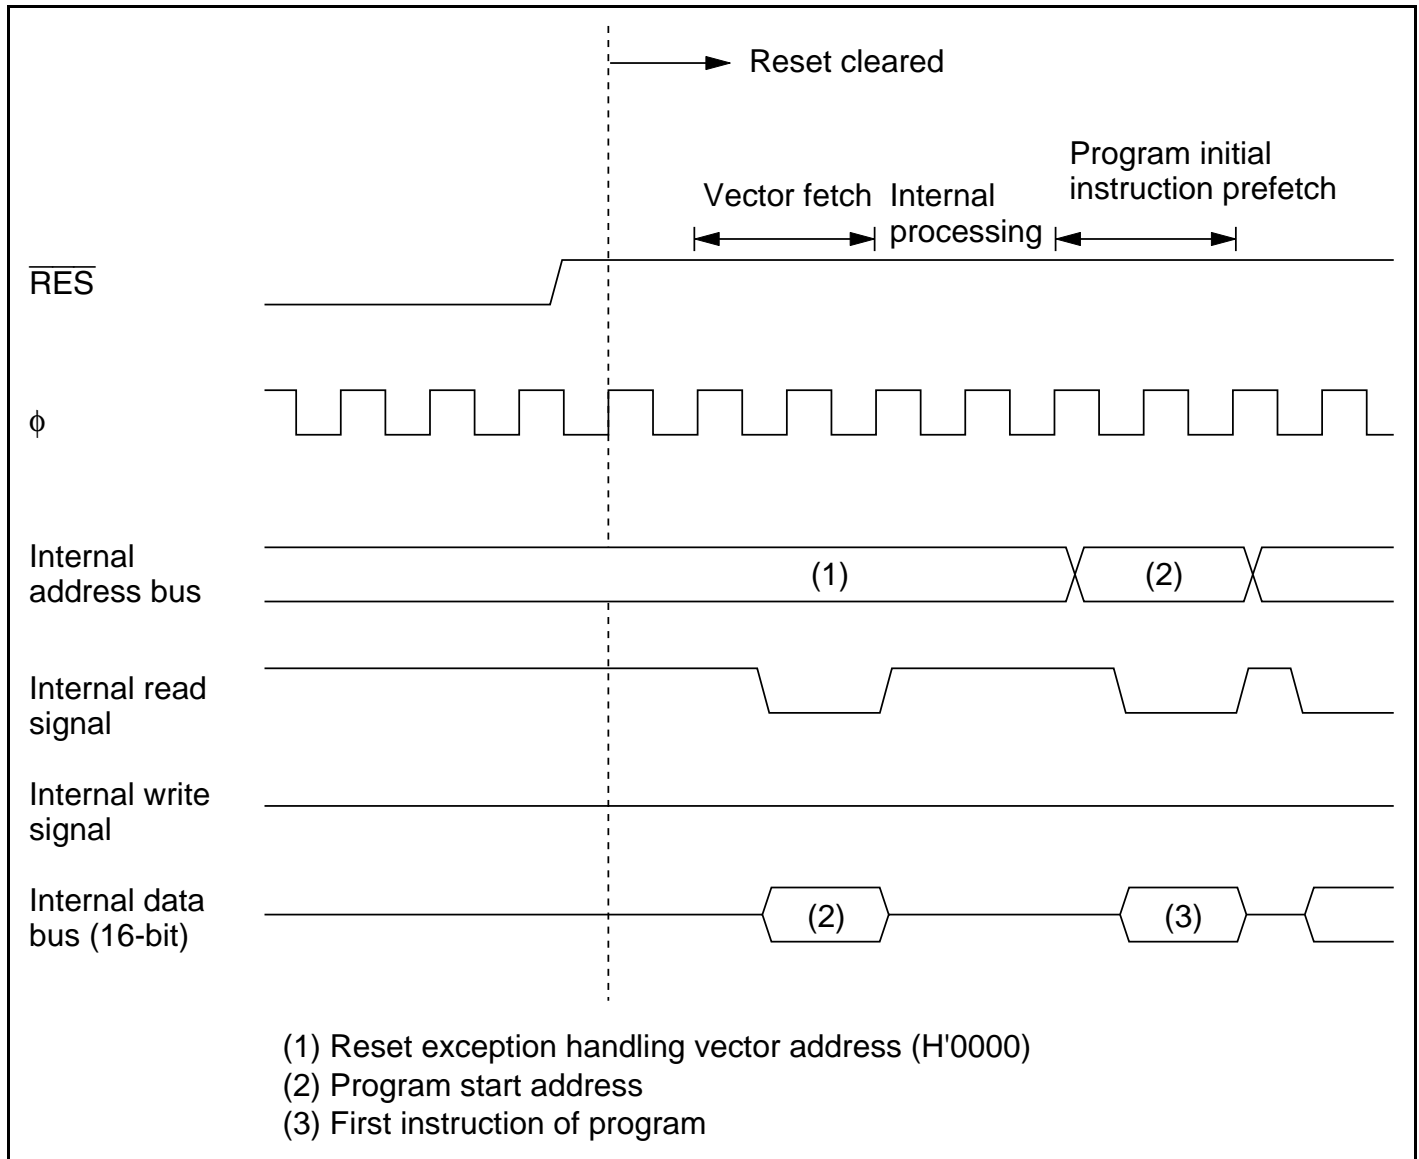 Reset cleared
Program initial
instruction prefetch
Vector fetch
Internal
processing
RES
ϕ
Internal
address bus
(1)
(2)
Internal read
signal
Internal write
signal
Internal data
bus (16-bit)
(2)
(3)
(1) Reset exception handling vector address (H'0000)
(2) Program start address
(3) First instruction of program